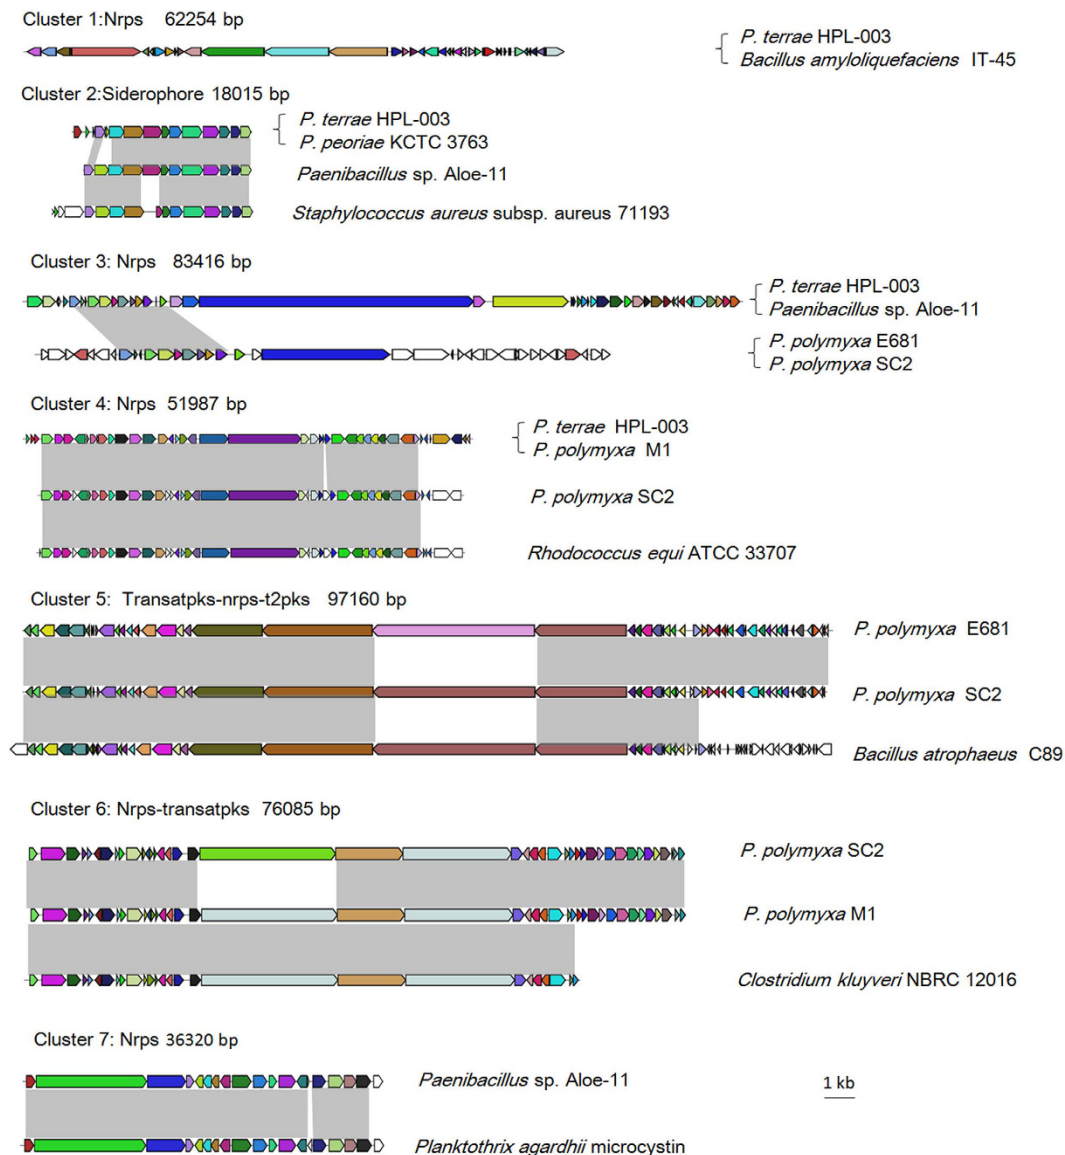 Cluster 1:Nrps 62254 bp
P. terrae HPL-003
Bacillus amyloliquefaciens IT-45
Cluster 2:Siderophore 18015 bp
P. terrae HPL-003
P. peoriae KCTC 3763
Paenibacillus sp. Aloe-11
Staphylococcus aureus subsp. aureus 71193
Cluster 3: Nrps 83416 bp
P. terrae HPL-003
Paenibacillus sp. Aloe-11
P. polymyxa E681
P. polymyxa SC2
Cluster 4: Nrps 51987 bp
P. terrae HPL-003
P. polymyxa M1
P. polymyxa SC2
Rhodococcus equi ATCC 33707
Cluster 5: Transatpks-nrps-t2pks 97160 bp
P. polymyxa E681
P. polymyxa SC2
Bacillus atrophaeus C89
Cluster 6: Nrps-transatpks 76085 bp
P. polymyxa SC2
P. polymyxa M1
Clostridium kluyveri NBRC 12016
Cluster 7: Nrps 36320 bp
Paenibacillus sp. Aloe-11
1 kb
Planktothrix agardhii microcystin